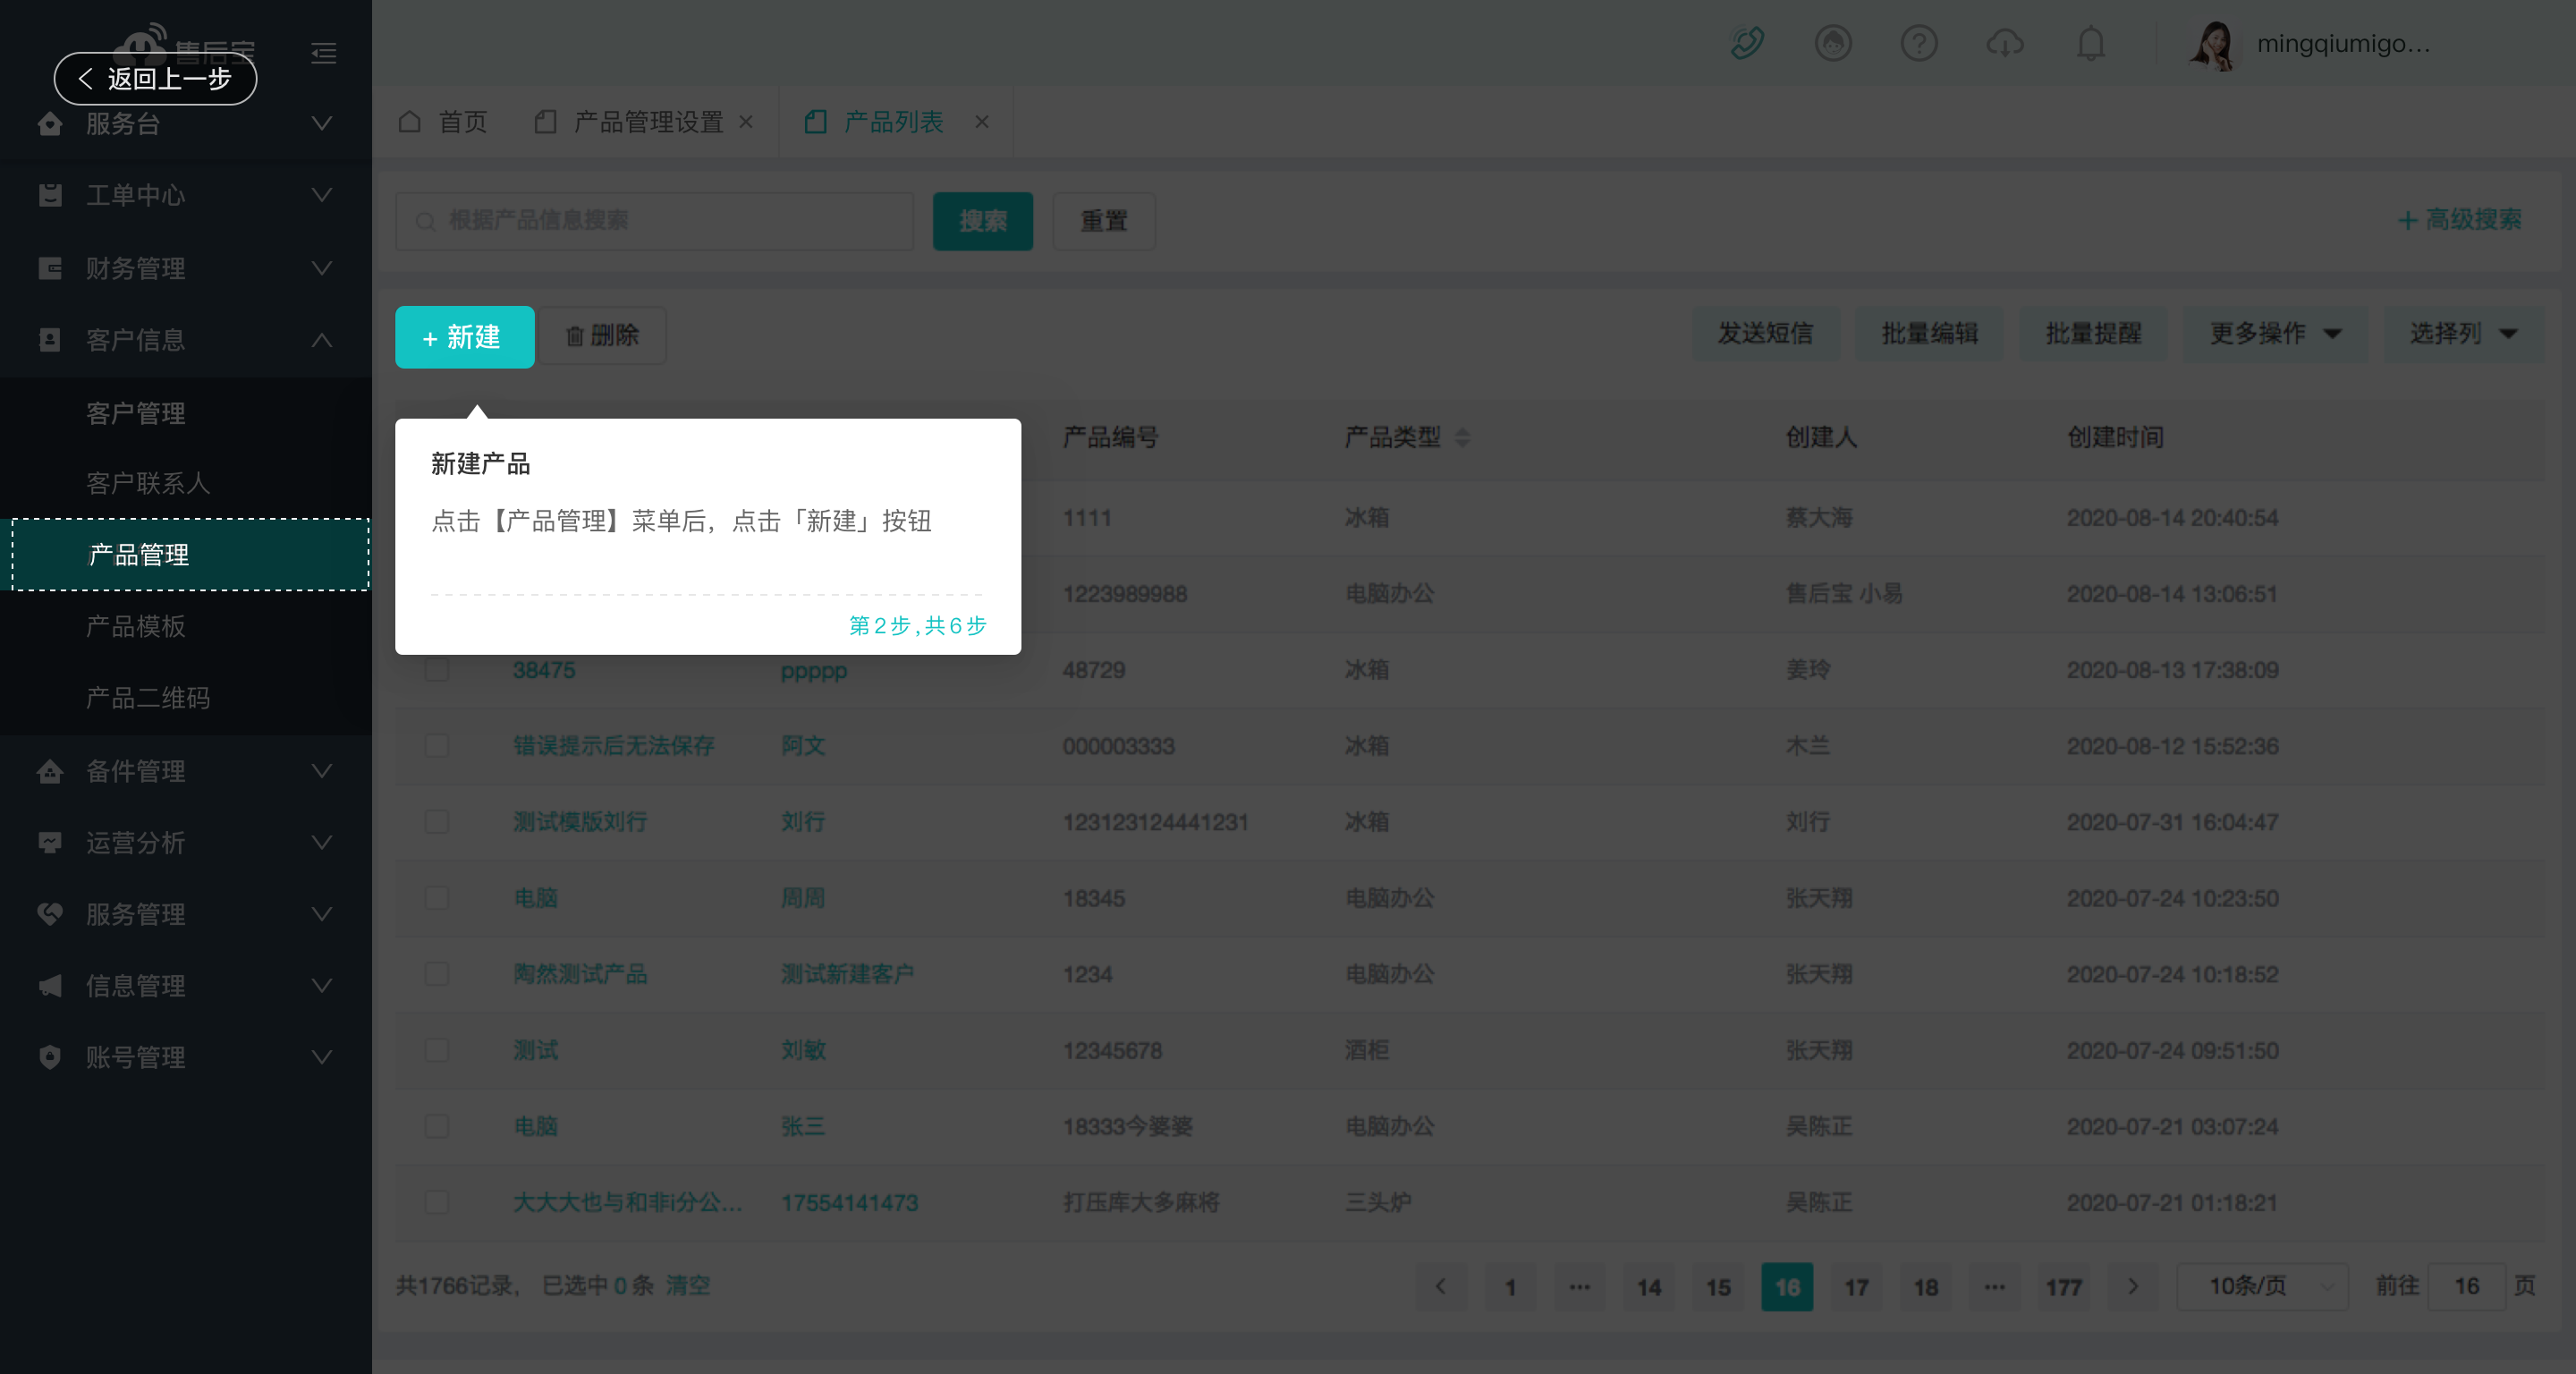 售后宝
返回上一步
mingqiumigo...
服务台
首页 产品管理设置 产品列表
工单中心
根据产品信息搜索 搜索 重置 + 高级搜索
财务管理
客户信息
+ 新建 删除 发送短信 批量编辑 批量提醒 更多操作 选择列
客户管理
客户联系人
产品管理
产品模板
产品二维码
备件管理
运营分析
服务管理
信息管理
账号管理
新建产品
点击【产品管理】菜单后，点击「新建」按钮
第2步,共6步
产品编号 产品类型 创建人 创建时间
1111 冰箱 蔡大海 2020-08-14 20:40:54
1223989988 电脑办公 售后宝 小易 2020-08-14 13:06:51
38475 ppppp 48729 冰箱 姜玲 2020-08-13 17:38:09
错误提示后无法保存 阿文 000003333 冰箱 木兰 2020-08-12 15:52:36
测试模版刘行 刘行 123123124441231 冰箱 刘行 2020-07-31 16:04:47
电脑 周周 18345 电脑办公 张天翔 2020-07-24 10:23:50
陶然测试产品 测试新建客户 1234 电脑办公 张天翔 2020-07-24 10:18:52
测试 刘敏 12345678 酒柜 张天翔 2020-07-24 09:51:50
电脑 张三 18333今婆婆 电脑办公 吴陈正 2020-07-21 03:07:24
大大大也与和非i分公... 17554141473 打压库大多麻将 三头炉 吴陈正 2020-07-21 01:18:21
共1766记录， 已选中 0 条 清空 1 ... 14 15 16 17 18 ... 177 10条/页 前往 16 页